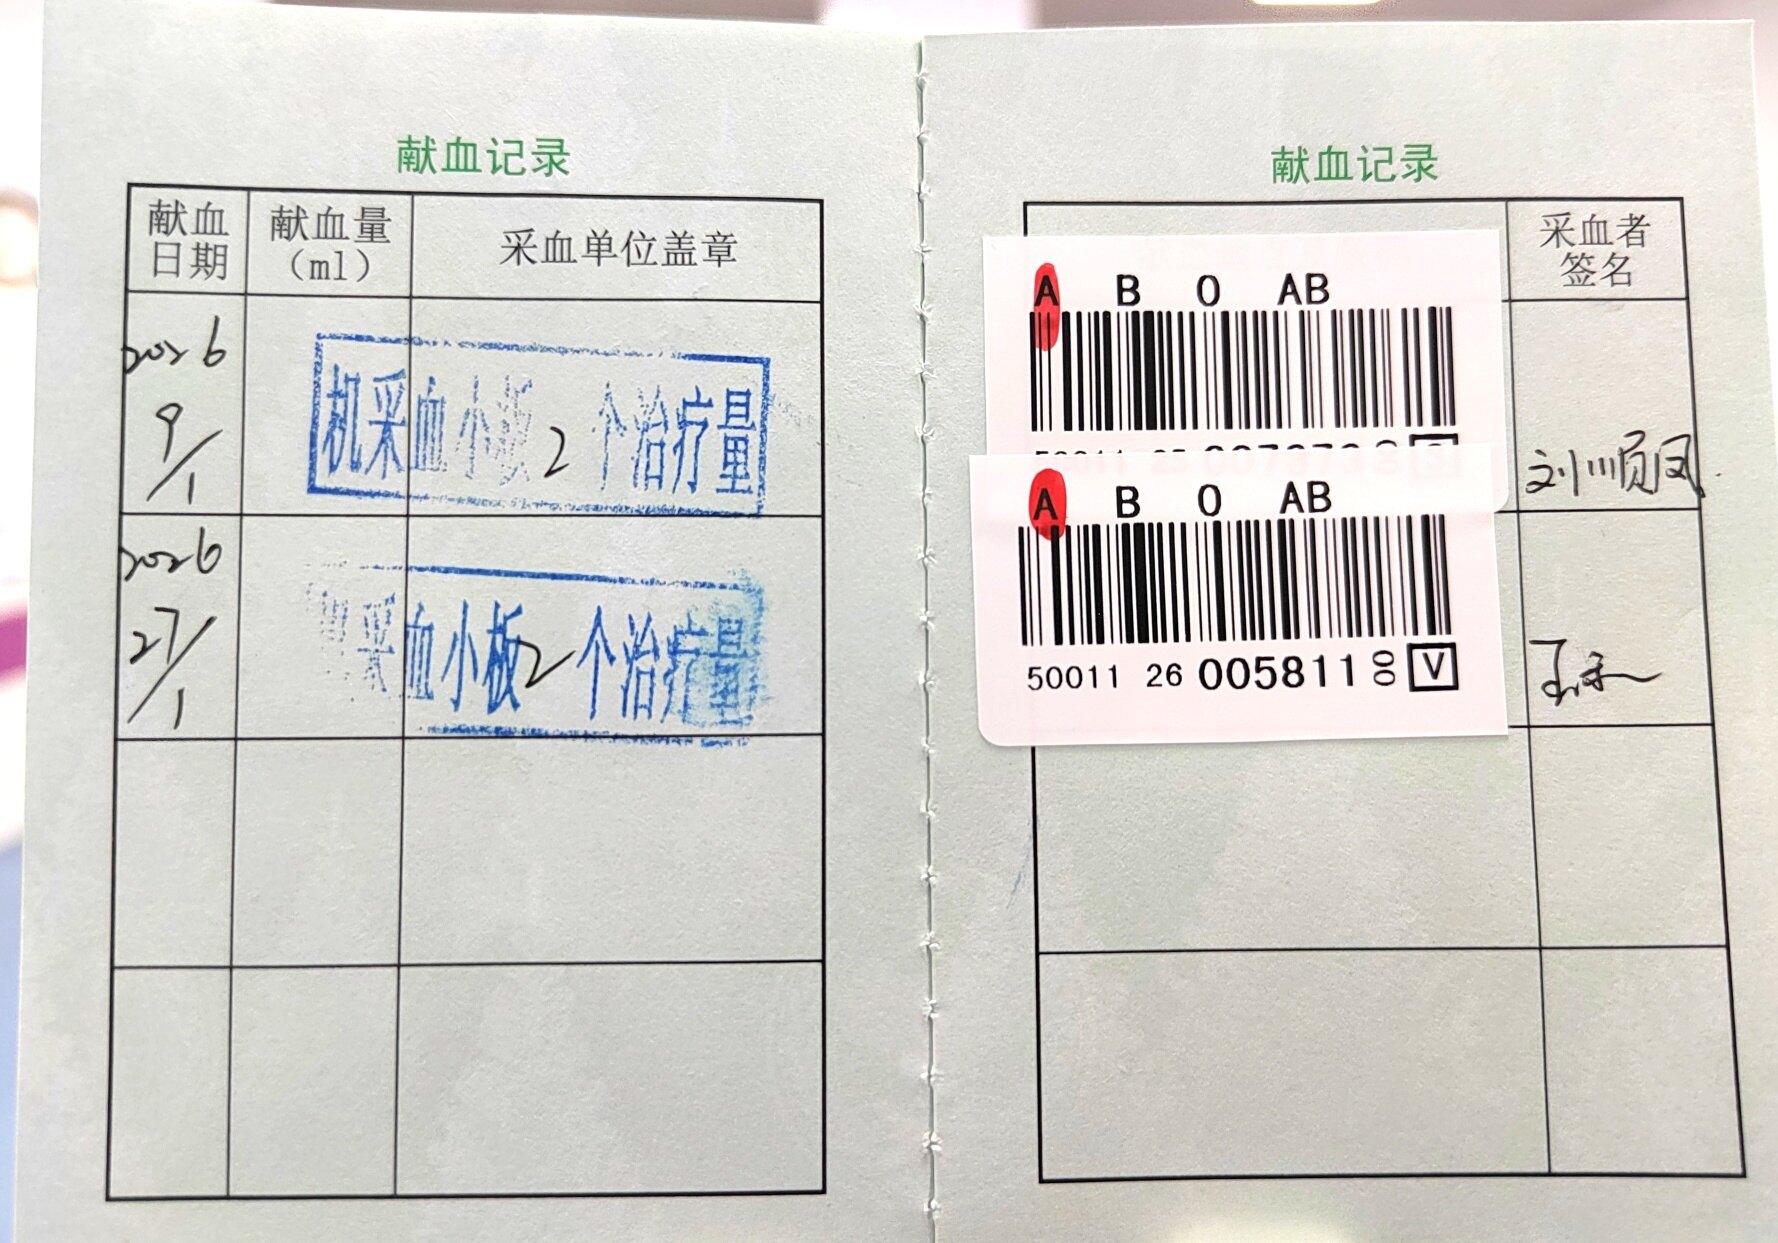 献血记录
献血日期
献血量（ml）
采血单位盖章
2026
9/1
机采血小板2个治疗量
2026
27/1
机采血小板2个治疗量
献血记录
采血者签名
A B O AB
刘顺凤
A B O AB
50011 26 005811 00 V